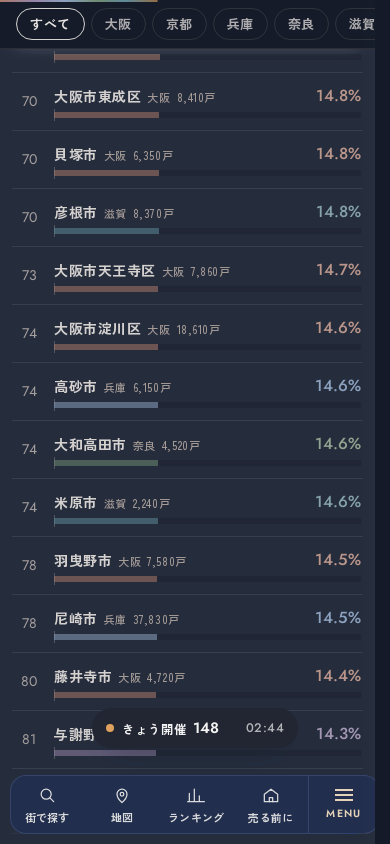 すべて 大阪 京都 兵庫 奈良 滋賀
70 大阪市東成区 大阪 8,410戸 14.8%
70 貝塚市 大阪 6,350戸 14.8%
70 彦根市 滋賀 8,370戸 14.8%
73 大阪市天王寺区 大阪 7,860戸 14.7%
74 大阪市淀川区 大阪 18,610戸 14.6%
74 高砂市 兵庫 6,150戸 14.6%
74 大和高田市 奈良 4,520戸 14.6%
74 米原市 滋賀 2,240戸 14.6%
78 羽曳野市 大阪 7,580戸 14.5%
78 尼崎市 兵庫 37,830戸 14.5%
80 藤井寺市 大阪 4,720戸 14.4%
81 与謝野 14.3%
きょう開催 148 02:44
街で探す 地図 ランキング 売る前に MENU